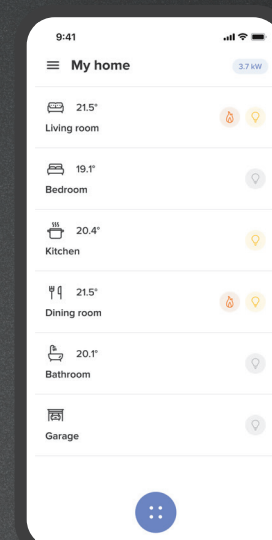 9:41
My home
3.7 kW
21.5°
Living room
19.1°
Bedroom
20.4°
Kitchen
21.5°
Dining room
20.1°
Bathroom
Garage